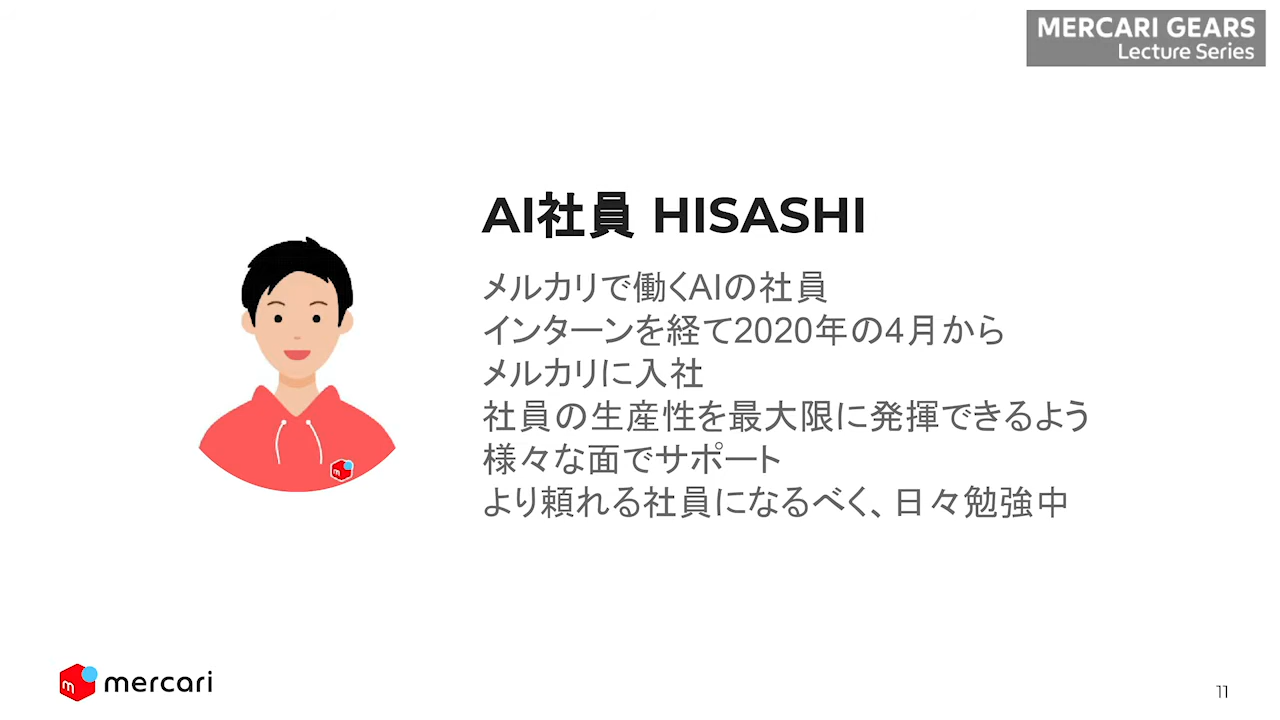 MERCARI GEARS
Lecture Series
AI社員 HISASHI
メルカリで働くAIの社員
インターンを経て2020年の4月から
メルカリに入社
社員の生産性を最大限に発揮できるよう
様々な面でサポート
より頼れる社員になるべく、日々勉強中
m
m mercari
11